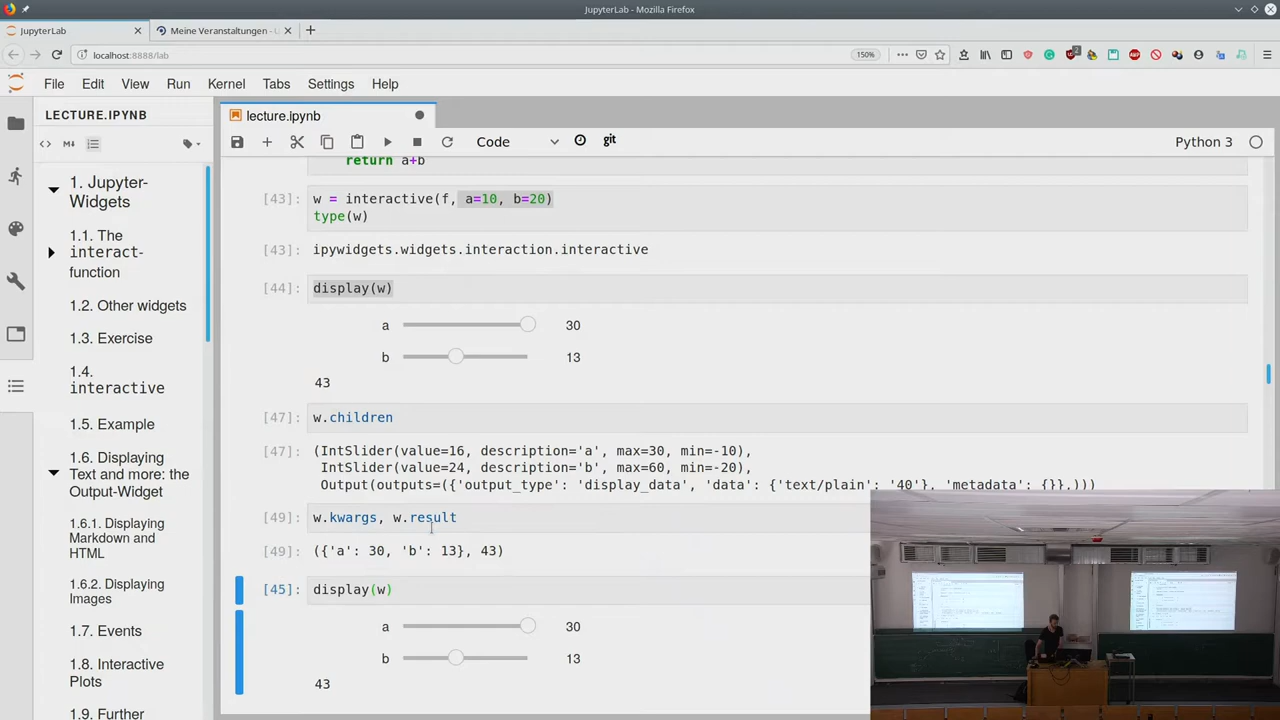 JupyterLab - Mozilla Firefox
JupyterLab
Meine Veranstaltungen - U
localhost:8888/lab
150%
2
File Edit View Run Kernel Tabs Settings Help
LECTURE.IPYNB
lecture.ipynb
Code
git
Python 3
1. Jupyter-
Widgets
1.1. The
interact-
function
1.2. Other widgets
1.3. Exercise
1.4.
interactive
1.5. Example
1.6. Displaying
Text and more: the
Output-Widget
1.6.1. Displaying
Markdown and
HTML
1.6.2. Displaying
Images
1.7. Events
1.8. Interactive
Plots
1.9. Further
return a+b
[43]: w = interactive(f, a=10, b=20)
type(w)
[43]: ipywidgets.widgets.interaction.interactive
[44]: display(w)
a 30
b 13
43
[47]: w.children
[47]: (IntSlider(value=16, description='a', max=30, min=-10),
IntSlider(value=24, description='b', max=60, min=-20),
Output(outputs=({'output_type': 'display_data', 'data': {'text/plain': '40'}, 'metadata': {}},)))
[49]: w.kwargs, w.result
[49]: ({'a': 30, 'b': 13}, 43)
[45]: display(w)
a 30
b 13
43